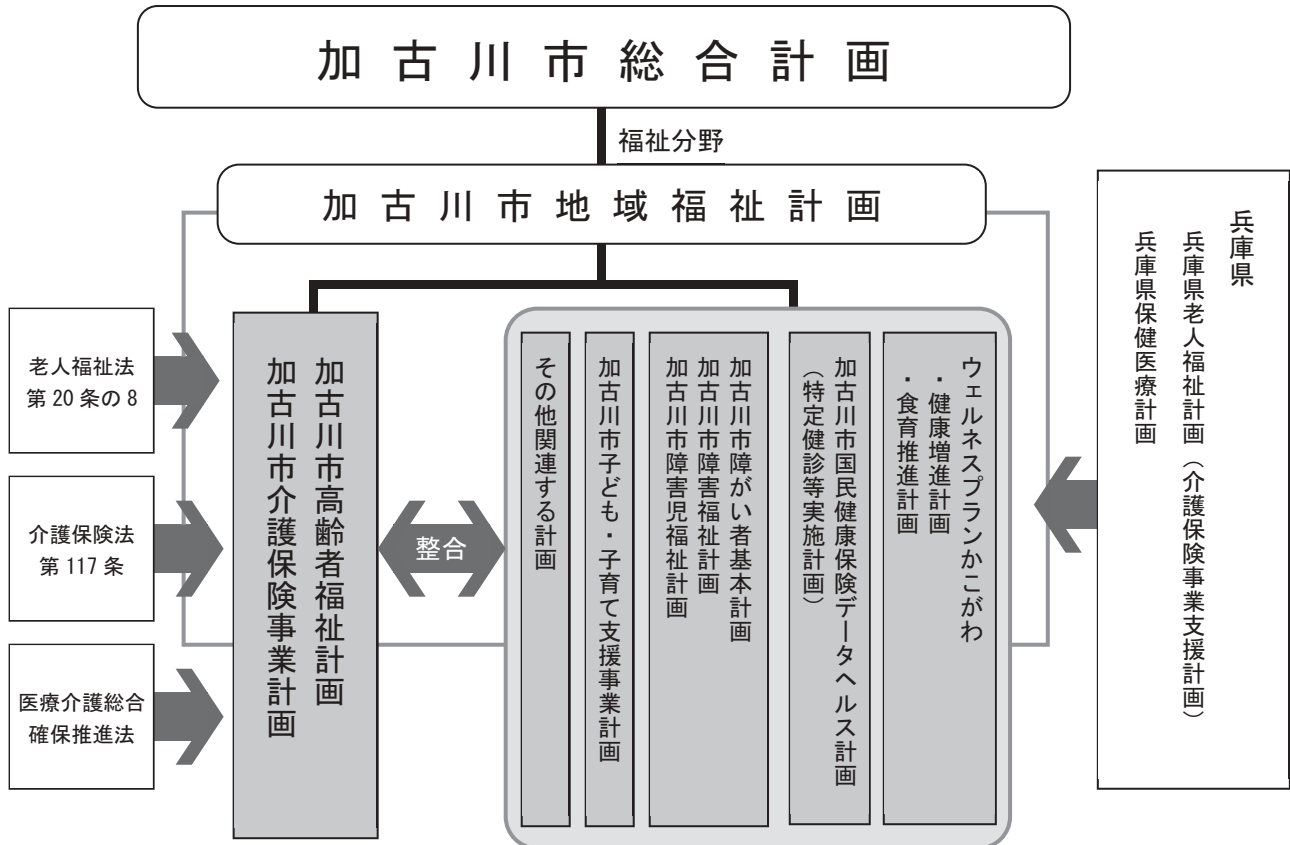 加古川市総合計画
福祉分野
加古川市地域福祉計画
兵庫県
兵庫県老人福祉計画（介護保険事業支援計画）
兵庫県保健医療計画
老人福祉法
第20条の8
介護保険法
第117条
医療介護総合
確保推進法
加古川市高齢者福祉計画
加古川市介護保険事業計画
整合
ウェルネスプランかこがわ
・健康増進計画
・食育推進計画
加古川市国民健康保険データヘルス計画
（特定健診等実施計画）
加古川市障がい者基本計画
加古川市障害福祉計画
加古川市障害児福祉計画
加古川市子ども・子育て支援事業計画
その他関連する計画